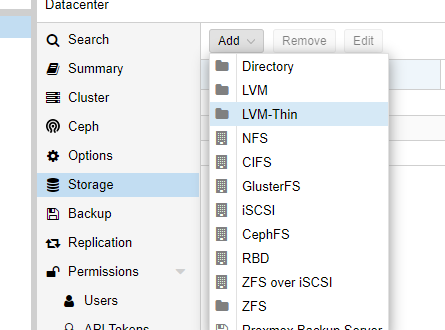 Datacenter
Search
Summary
Cluster
Ceph
Options
Storage
Backup
Replication
Permissions
Users
API Tokens
Add
Remove
Edit
Directory
LVM
LVM-Thin
NFS
CIFS
GlusterFS
iSCSI
CephFS
RBD
ZFS over iSCSI
ZFS
Proxmox Backup Server